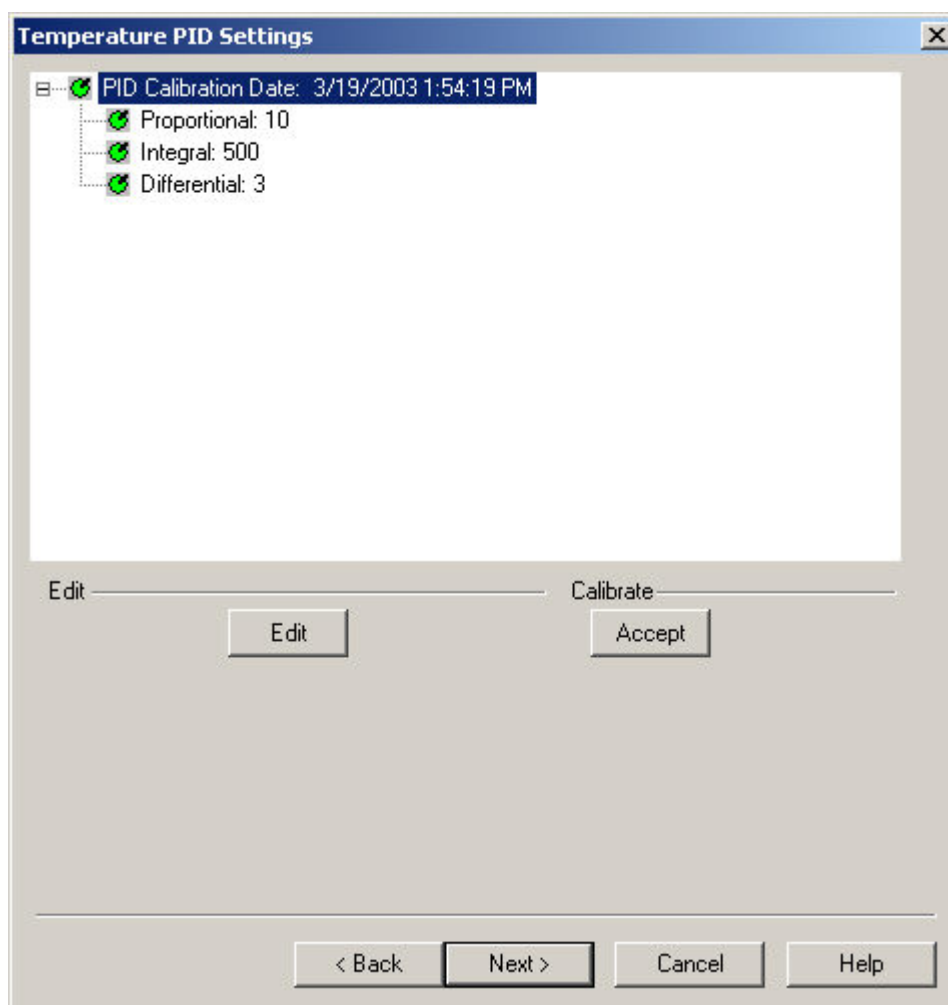 Temperature PID Settings
PID Calibration Date: 3/19/2003 1:54:19 PM
Proportional: 10
Integral: 500
Differential: 3
Edit
Calibrate
Edit
Accept
< Back
Next >
Cancel
Help